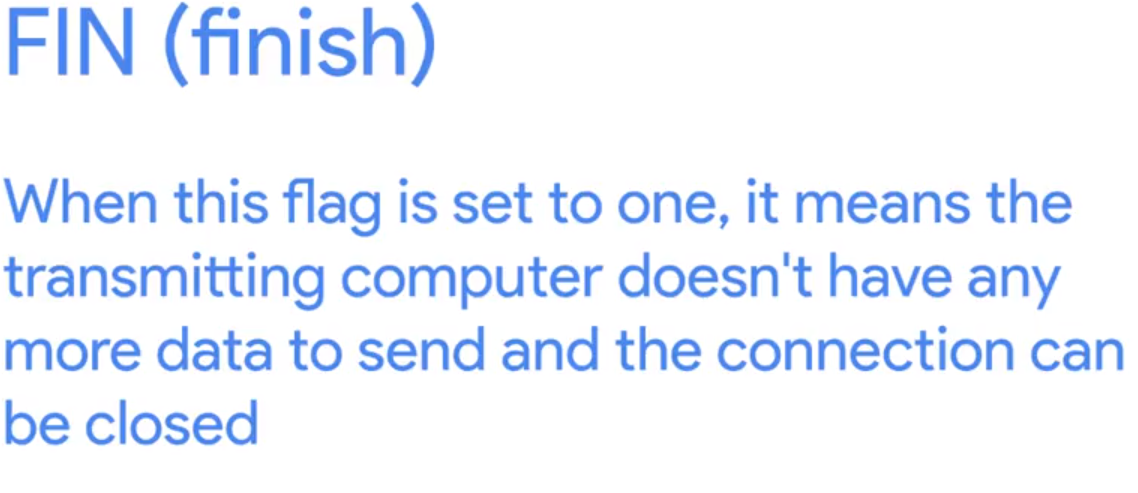 FIN (finish)
When this flag is set to one, it means the
transmitting computer doesn't have any
more data to send and the connection can
be closed